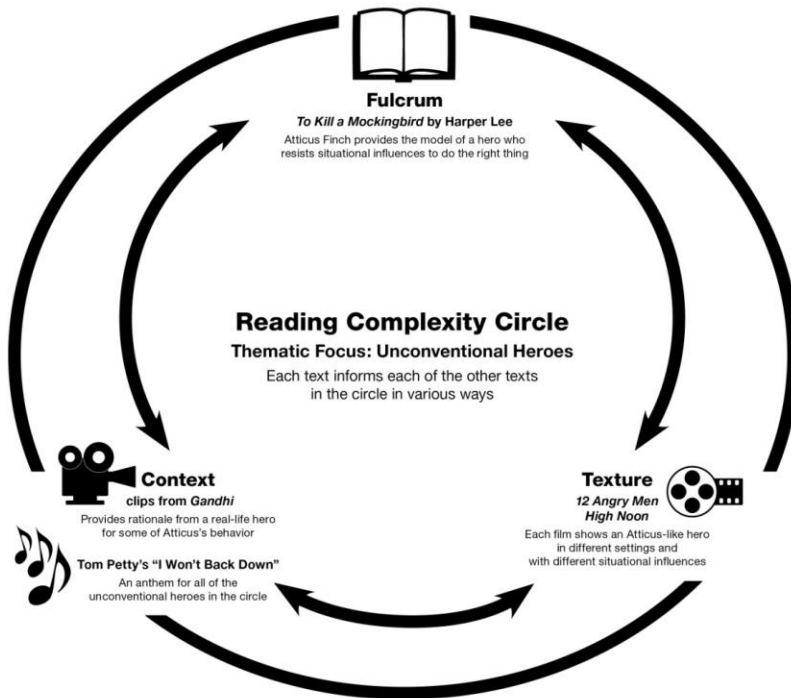 Fulcrum
To Kill a Mockingbird by Harper Lee
Atticus Finch provides the model of a hero who
resists situational influences to do the right thing
Reading Complexity Circle
Thematic Focus: Unconventional Heroes
Each text informs each of the other texts
in the circle in various ways
Context
clips from Gandhi
Provides rationale from a real-life hero
for some of Atticus's behavior
Tom Petty's "I Won't Back Down"
An anthem for all of the
unconventional heroes in the circle
Texture
12 Angry Men
High Noon
Each film shows an Atticus-like hero
in different settings and
with different situational influences